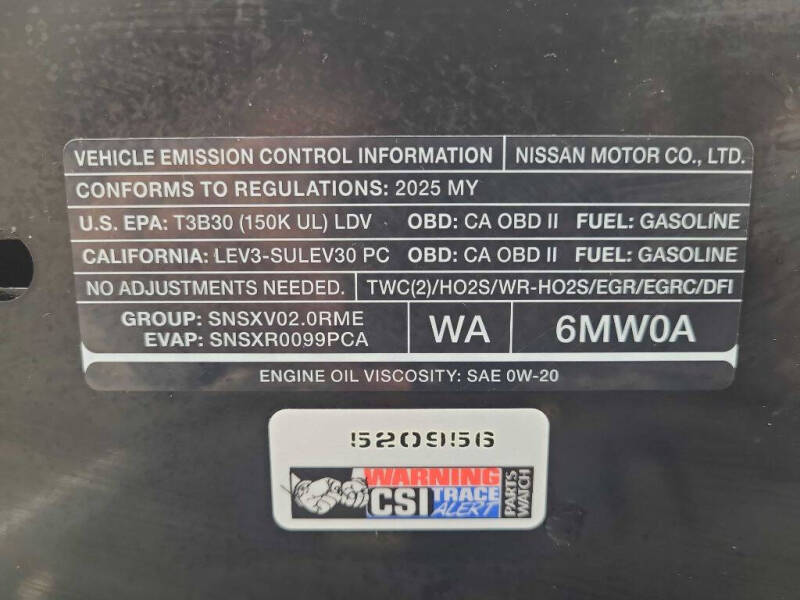 VEHICLE EMISSION CONTROL INFORMATION NISSAN MOTOR CO., LTD.
CONFORMS TO REGULATIONS: 2025 MY
U.S. EPA: T3B30 (150K UL) LDV OBD: CA OBD II FUEL: GASOLINE
CALIFORNIA: LEV3-SULEV30 PC OBD: CA OBD II FUEL: GASOLINE
NO ADJUSTMENTS NEEDED. TWC(2)/HO2S/WR-HO2S/EGR/EGRC/DFI
GROUP: SNSXV02.0RME
EVAP: SNSXR0099PCA
WA
6MW0A
ENGINE OIL VISCOSITY: SAE 0W-20
520956
WARNING
CSI TRACE
ALERT
PARTS
WATCH